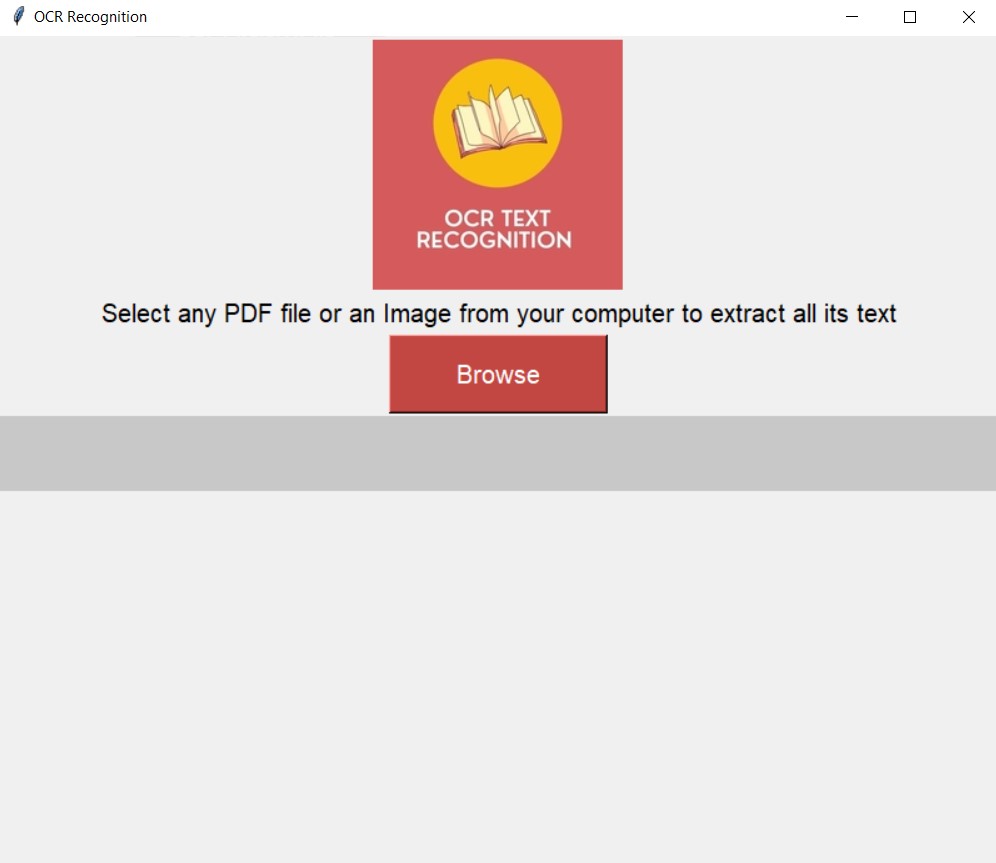 OCR Recognition
OCR TEXT
RECOGNITION
Select any PDF file or an Image from your computer to extract all its text
Browse